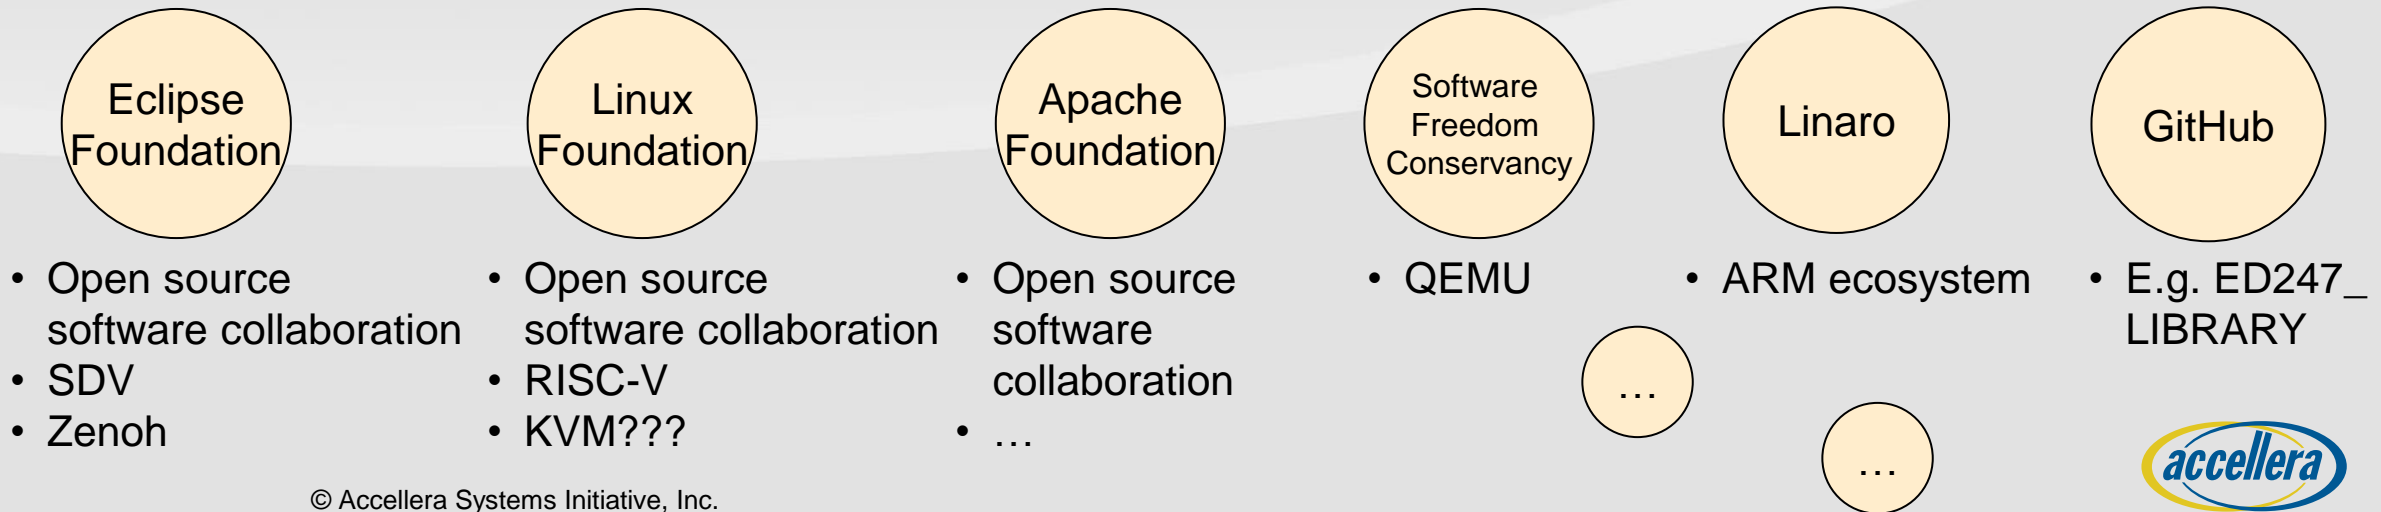 Eclipse
Foundation
Linux
Foundation
Apache
Foundation
Software
Freedom
Conservancy
Linaro
GitHub
• Open source
software collaboration
• SDV
• Zenoh
• Open source
software collaboration
• RISC-V
• KVM???
• Open source
software
collaboration
• …
• QEMU
• ARM ecosystem
• E.g. ED247_
LIBRARY
…
…
accellera
© Accellera Systems Initiative, Inc.